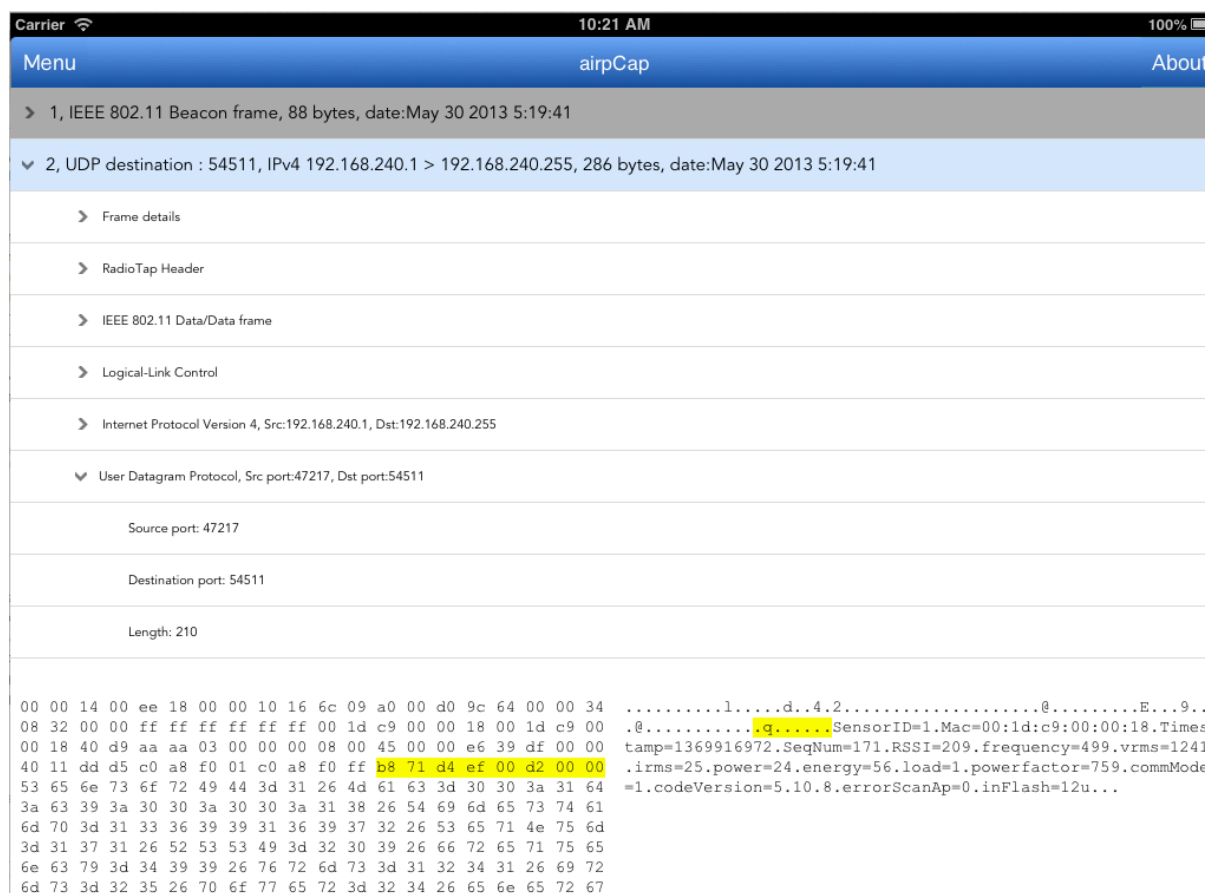 Carrier 10:21 AM 100%
Menu airpCap About
1, IEEE 802.11 Beacon frame, 88 bytes, date:May 30 2013 5:19:41
2, UDP destination : 54511, IPv4 192.168.240.1 > 192.168.240.255, 286 bytes, date:May 30 2013 5:19:41
Frame details
RadioTap Header
IEEE 802.11 Data/Data frame
Logical-Link Control
Internet Protocol Version 4, Src:192.168.240.1, Dst:192.168.240.255
User Datagram Protocol, Src port:47217, Dst port:54511
Source port: 47217
Destination port: 54511
Length: 210
00 00 14 00 ee 18 00 00 10 16 6c 09 a0 00 d0 9c 64 00 00 34 ..........l.....d..4.2...................@.........E...9..
08 32 00 00 ff ff ff ff ff ff 00 1d c9 00 00 18 00 1d c9 00 .@............q......SensorID=1.Mac=00:1d:c9:00:00:18.Times
00 18 40 d9 aa aa 03 00 00 00 08 00 45 00 00 e6 39 df 00 00 tamp=1369916972.SeqNum=171.RSSI=209.frequency=499.vrms=1241
40 11 dd d5 c0 a8 f0 01 c0 a8 f0 ff b8 71 d4 ef 00 d2 00 00 .irms=25.power=24.energy=56.load=1.powerfactor=759.commMode
53 65 6e 73 6f 72 49 44 3d 31 26 4d 61 63 3d 30 30 3a 31 64 =1.codeVersion=5.10.8.errorScanAp=0.inFlash=12u...
3a 63 39 3a 30 30 3a 30 30 3a 31 38 26 54 69 6d 65 73 74 61
6d 70 3d 31 33 36 39 39 31 36 39 37 32 26 53 65 71 4e 75 6d
3d 31 37 31 26 52 53 53 49 3d 32 30 39 26 66 72 65 71 75 65
6e 63 79 3d 34 39 39 26 76 72 6d 73 3d 31 32 34 31 26 69 72
6d 73 3d 32 35 26 70 6f 77 65 72 3d 32 34 26 65 6e 65 72 67